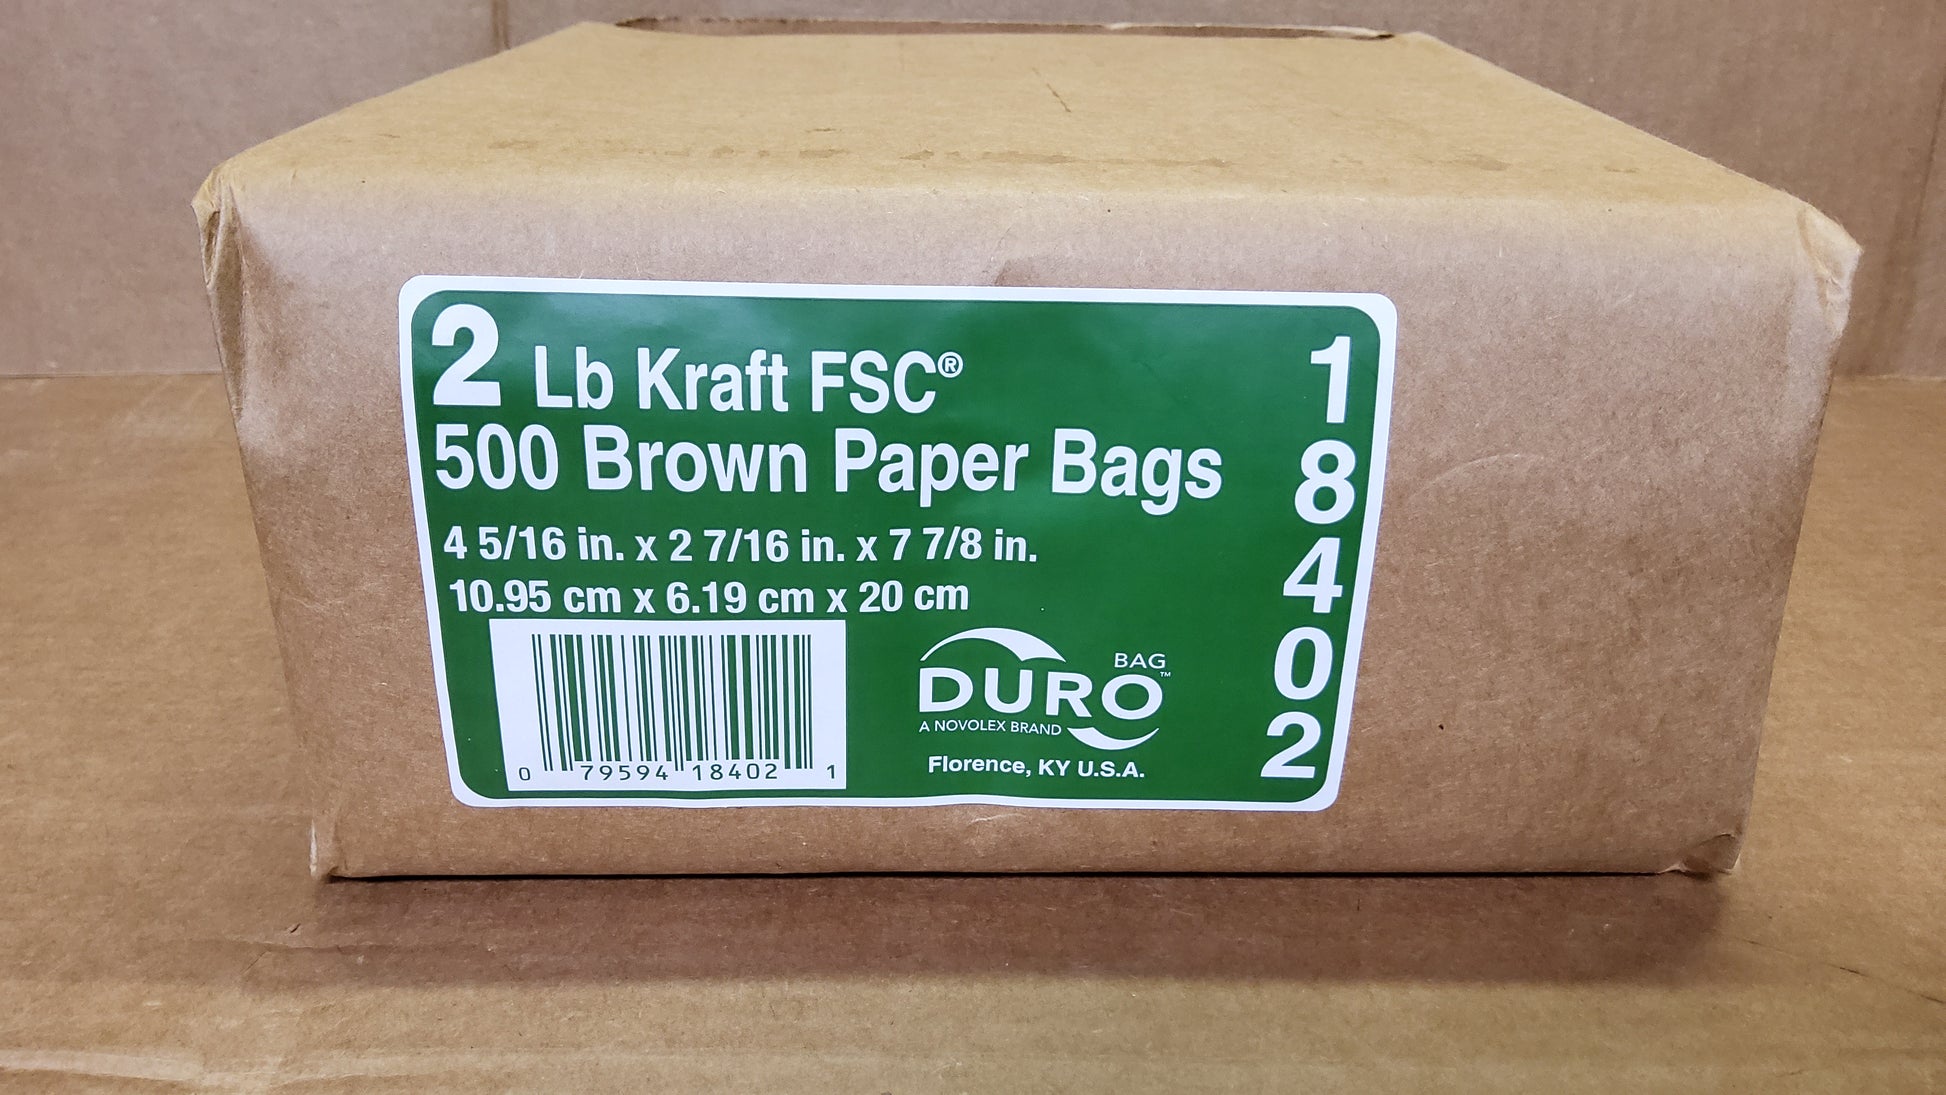 2 Lb Kraft FSC®
500 Brown Paper Bags
4 5/16 in. x 2 7/16 in. x 7 7/8 in.
10.95 cm x 6.19 cm x 20 cm
0 79594 18402 1
BAG
DURO™
A NOVOLEX BRAND
Florence, KY U.S.A.
1
8
4
0
2